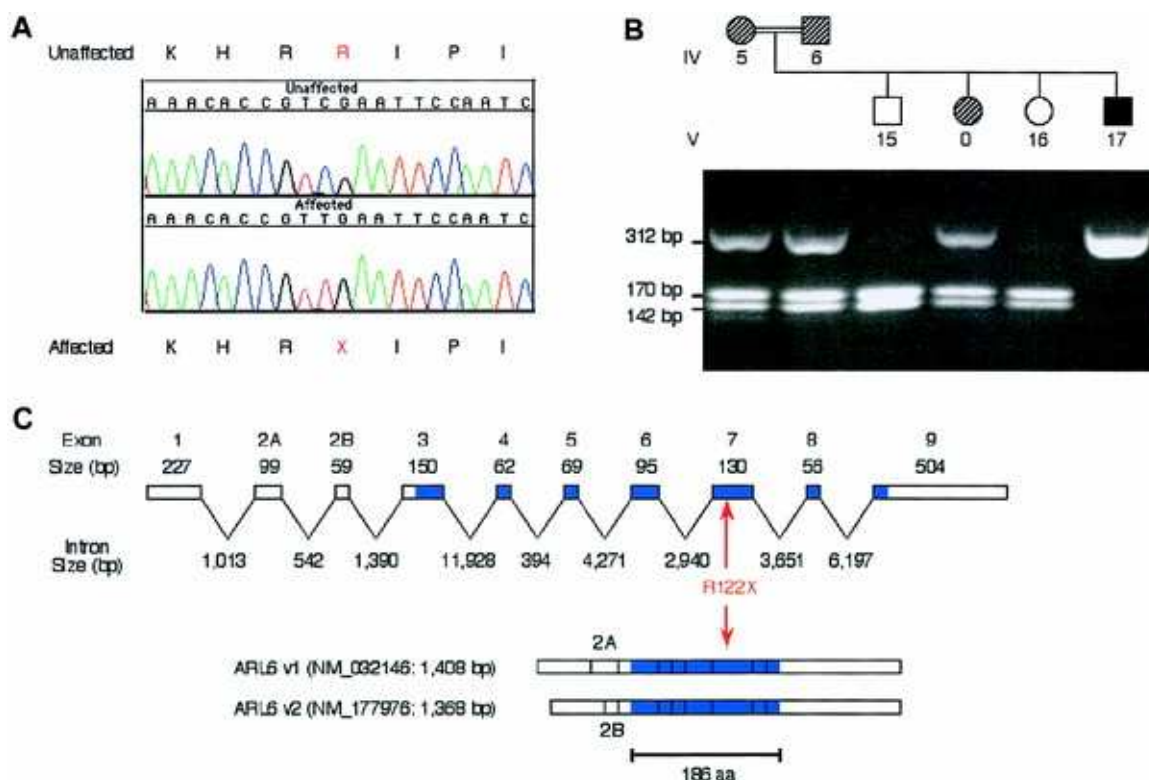 A
Unaffected K H R R I P I
Unaffected
A A A C A C C G T C G A A T T C C A A T C
Affected
A A A C A C C G T T G A A T T C C A A T C
Affected K H R X I P I
B
IV
5 6
V
15 0 16 17
312 bp
170 bp
142 bp
C
Exon 1 2A 2B 3 4 5 6 7 8 9
Size (bp) 227 99 59 150 62 69 95 130 56 504
Intron
Size (bp) 1,013 542 1,390 11,928 394 4,271 2,940 3,651 6,197
R122X
2A
ARL6 v1 (NM_032146: 1,408 bp)
ARL6 v2 (NM_177976: 1,368 bp)
2B
186 aa